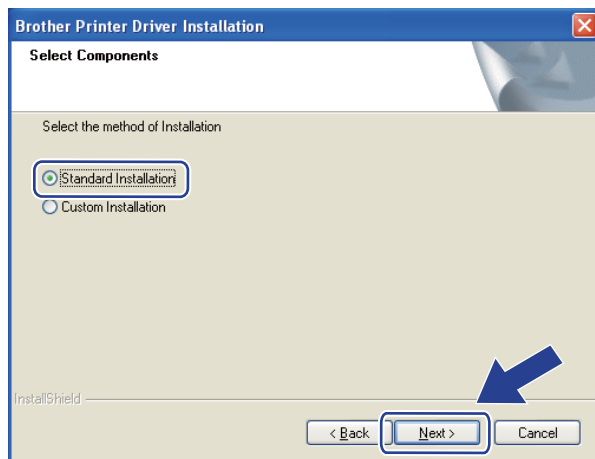 Brother Printer Driver Installation
Select Components
Select the method of Installation
Standard Installation
Custom Installation
InstallShield
< Back
Next >
Cancel